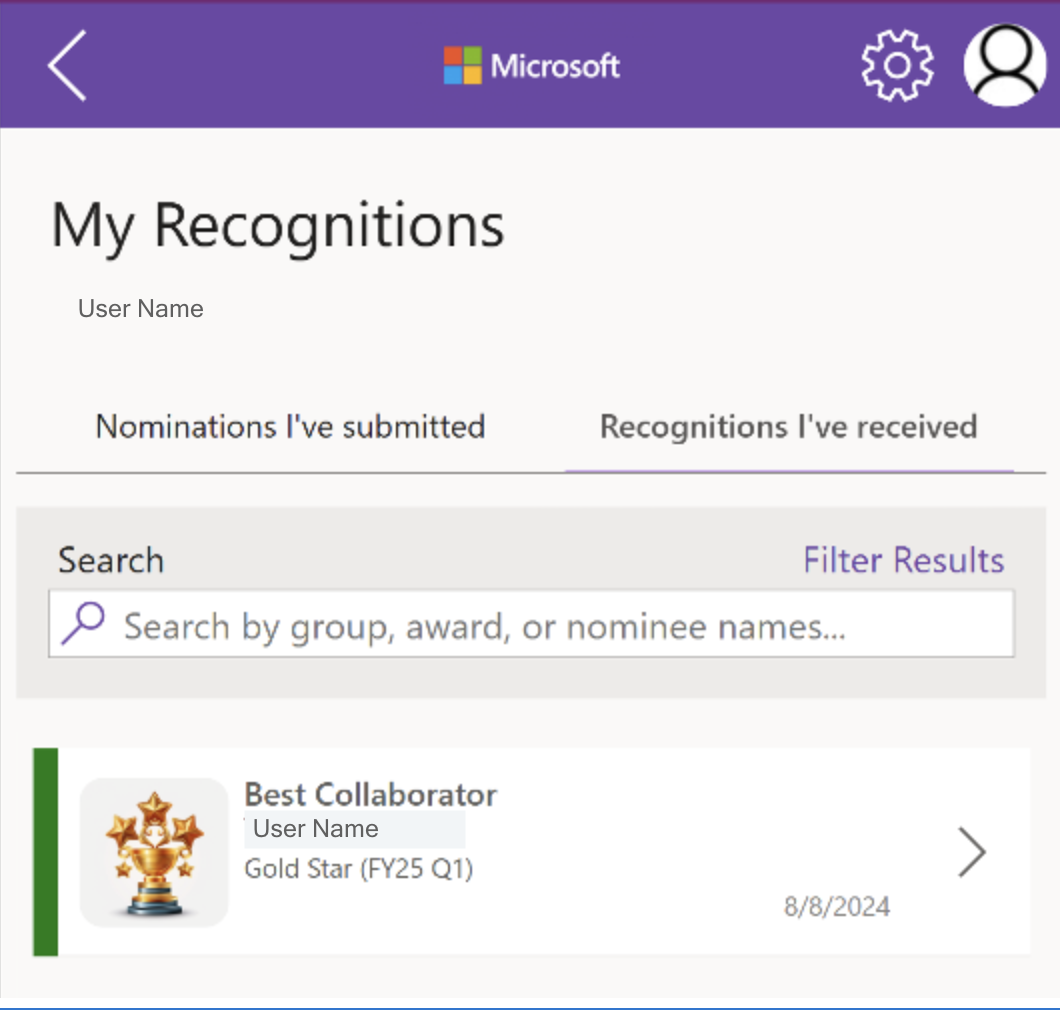 Microsoft
My Recognitions
User Name
Nominations I've submitted
Recognitions I've received
Search
Filter Results
Search by group, award, or nominee names...
Best Collaborator
User Name
Gold Star (FY25 Q1)
8/8/2024